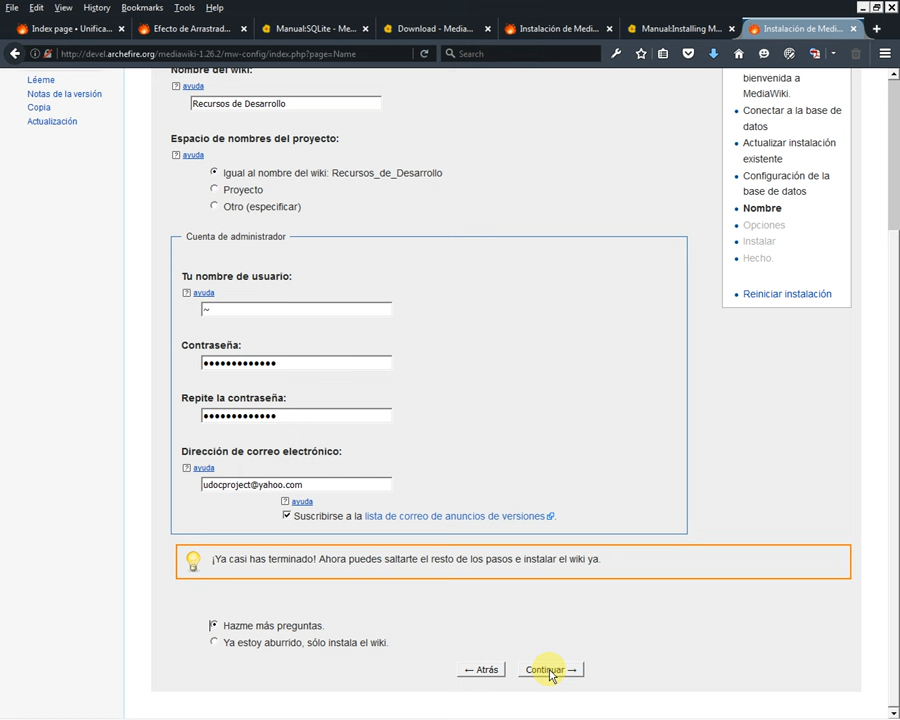 File Edit View History Bookmarks Tools Help
Index page • Unifica... × Efecto de Arrastrad... × Manual:SQLite - Me... × Download - Media... × Instalación de Medi... × Manual:Installing M... × Instalación de Medi... ×
http://devel.archefire.org/mediawiki-1.26.2/mw-config/index.php?page=Name Search
Léeme
Notas de la versión
Copia
Actualización
Nombre del wiki:
ayuda
Recursos de Desarrollo
Espacio de nombres del proyecto:
ayuda
Igual al nombre del wiki: Recursos_de_Desarrollo
Proyecto
Otro (especificar)
Cuenta de administrador
Tu nombre de usuario:
ayuda
~
Contraseña:
•••••••••••••
Repite la contraseña:
•••••••••••••
Dirección de correo electrónico:
ayuda
udocproject@yahoo.com
ayuda
Suscribirse a la lista de correo de anuncios de versiones.
¡Ya casi has terminado! Ahora puedes saltarte el resto de los pasos e instalar el wiki ya.
Hazme más preguntas.
Ya estoy aburrido, sólo instala el wiki.
← Atrás Continuar →
bienvenida a
MediaWiki.
Conectar a la base de
datos
Actualizar instalación
existente
Configuración de la
base de datos
Nombre
Opciones
Instalar
Hecho.
Reiniciar instalación